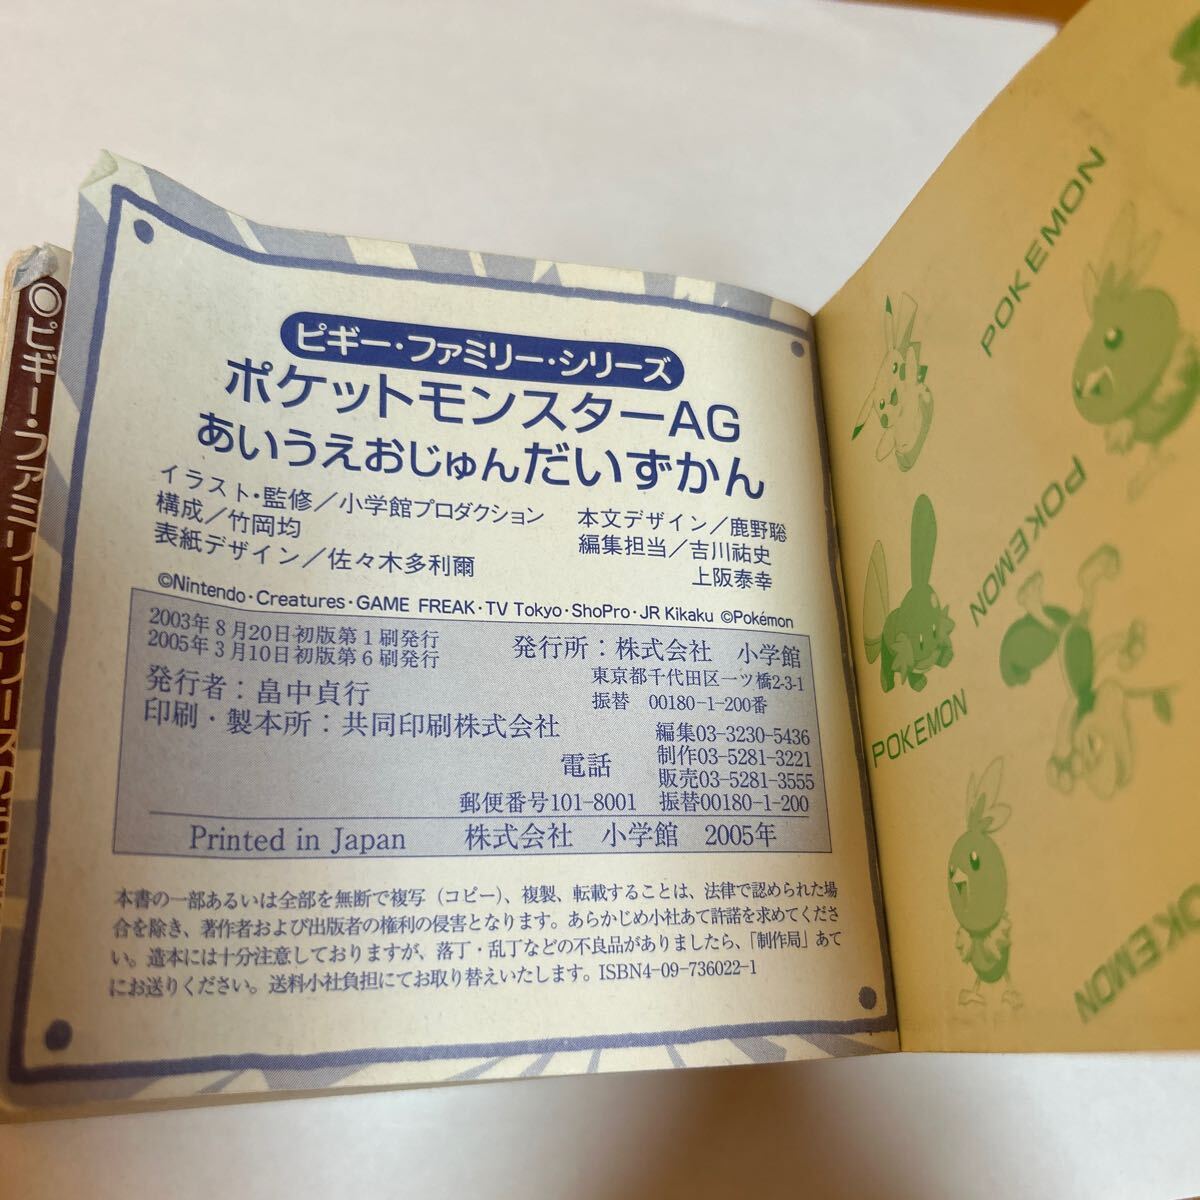 ◎ピギー・ファミリー・シリーズ
ピギー・ファミリー・シリーズ
ポケットモンスターAG
あいうえおじゅんだいずかん
イラスト・監修／小学館プロダクション
構成／竹岡均
表紙デザイン／佐々木多利爾
本文デザイン／鹿野聡
編集担当／吉川祐史
上阪泰幸
©Nintendo・Creatures・GAME FREAK・TV Tokyo・ShoPro・JR Kikaku ©Pokémon
2003年8月20日初版第1刷発行
2005年3月10日初版第6刷発行
発行者：畠中貞行
印刷・製本所：共同印刷株式会社
発行所：株式会社 小学館
東京都千代田区一ツ橋2-3-1
振替 00180-1-200番
電話
編集03-3230-5436
制作03-5281-3221
販売03-5281-3555
郵便番号101-8001 振替00180-1-200
Printed in Japan 株式会社 小学館 2005年
本書の一部あるいは全部を無断で複写（コピー）、複製、転載することは、法律で認められた場
合を除き、著作者および出版者の権利の侵害となります。あらかじめ小社あて許諾を求めてくださ
い。造本には十分注意しておりますが、落丁・乱丁などの不良品がありましたら、「制作局」あて
にお送りください。送料小社負担にてお取り替えいたします。ISBN4-09-736022-1
POKEMON
POKEMON
POKEMON
POKEMON